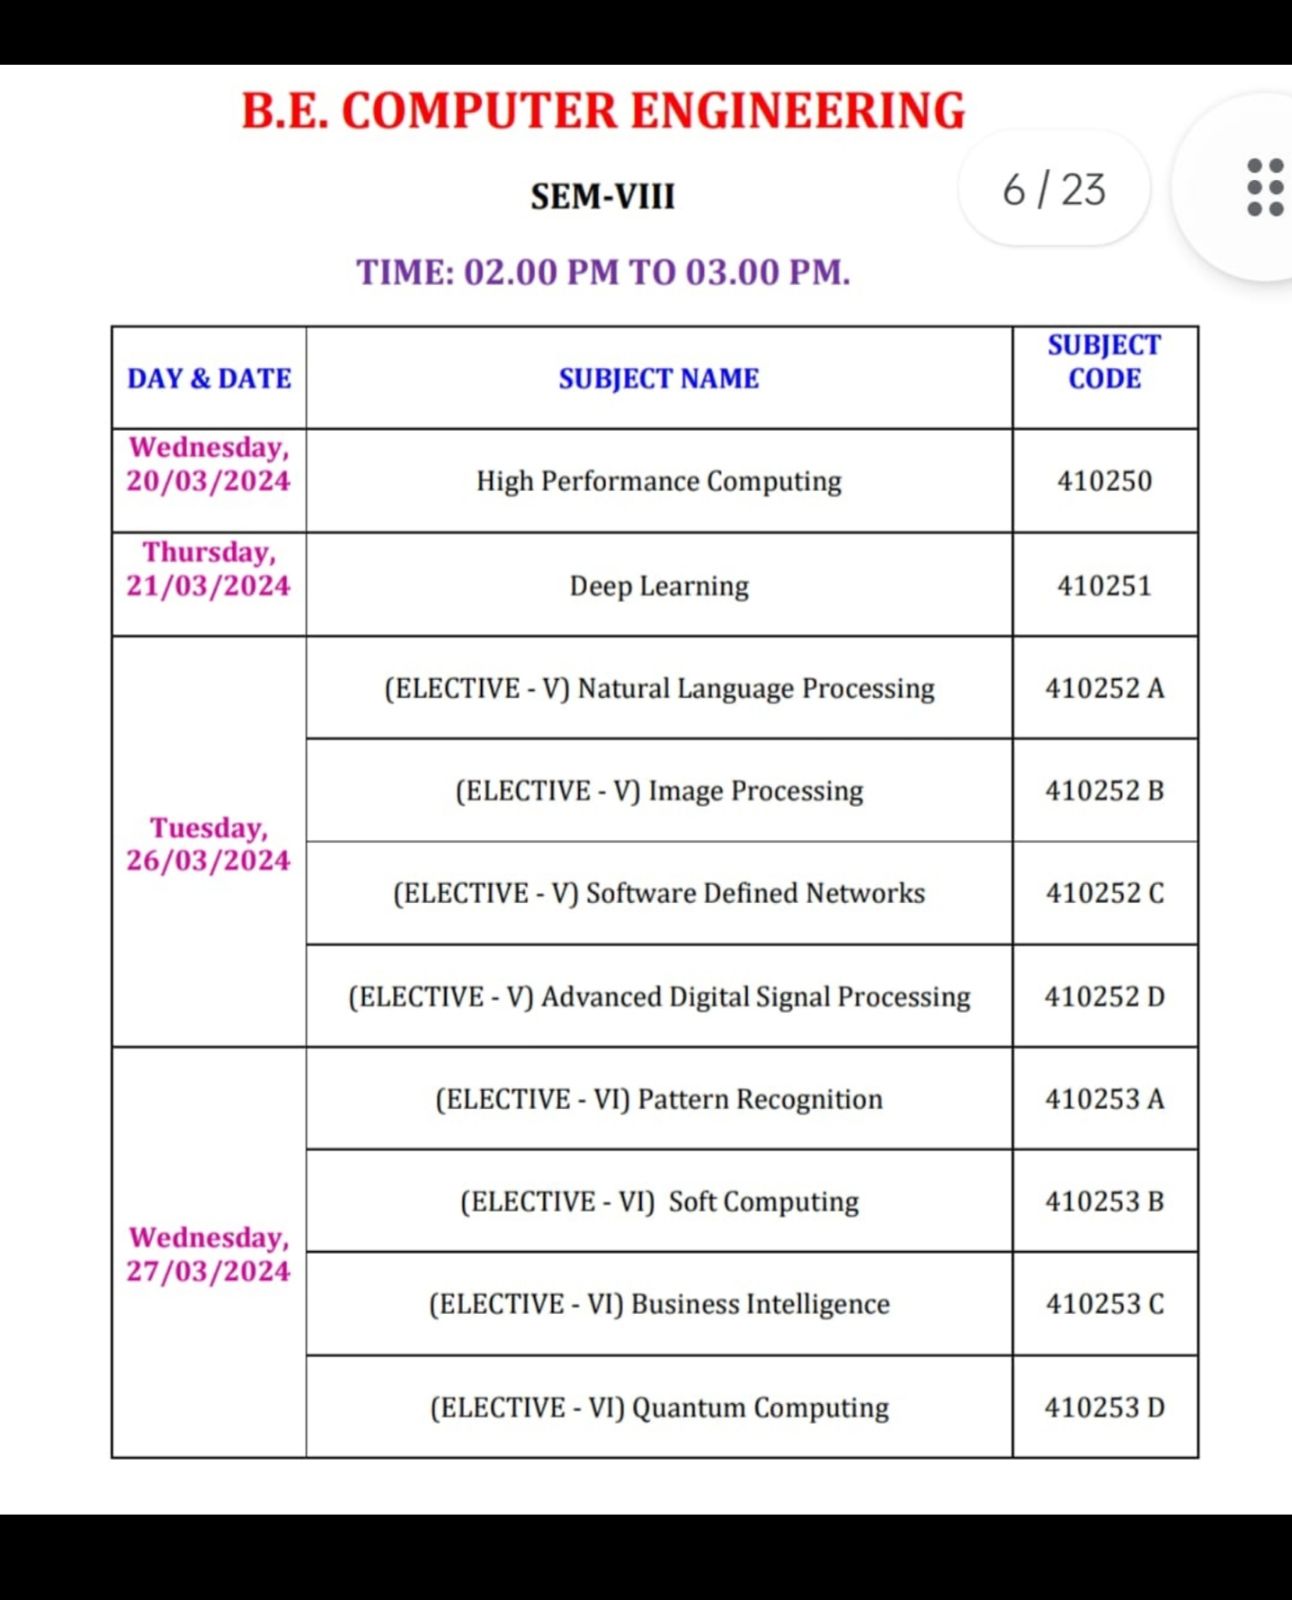 B.E. COMPUTER ENGINEERING
SEM-VIII
6 / 23
TIME: 02.00 PM TO 03.00 PM.
DAY & DATE
SUBJECT NAME
SUBJECT
CODE
Wednesday,
20/03/2024
High Performance Computing
410250
Thursday,
21/03/2024
Deep Learning
410251
Tuesday,
26/03/2024
(ELECTIVE - V) Natural Language Processing
410252 A
(ELECTIVE - V) Image Processing
410252 B
(ELECTIVE - V) Software Defined Networks
410252 C
(ELECTIVE - V) Advanced Digital Signal Processing
410252 D
Wednesday,
27/03/2024
(ELECTIVE - VI) Pattern Recognition
410253 A
(ELECTIVE - VI)  Soft Computing
410253 B
(ELECTIVE - VI) Business Intelligence
410253 C
(ELECTIVE - VI) Quantum Computing
410253 D